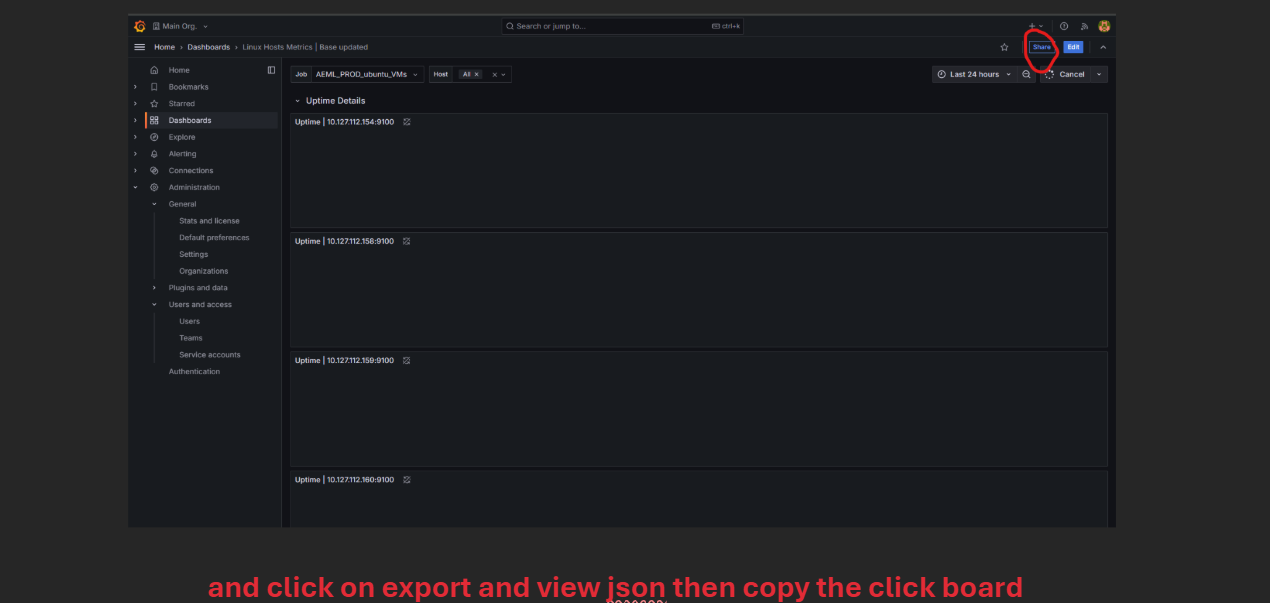 Main Org.
Search or jump to...
ctrl+k
Home › Dashboards › Linux Hosts Metrics | Base updated
Share
Edit
Home
Bookmarks
Starred
Dashboards
Explore
Alerting
Connections
Administration
General
Stats and license
Default preferences
Settings
Organizations
Plugins and data
Users and access
Users
Teams
Service accounts
Authentication
Job AEML_PROD_ubuntu_VMs Host All x
Last 24 hours
Cancel
Uptime Details
Uptime | 10.127.112.154:9100
Uptime | 10.127.112.158:9100
Uptime | 10.127.112.159:9100
Uptime | 10.127.112.160:9100
and click on export and view json then copy the click board